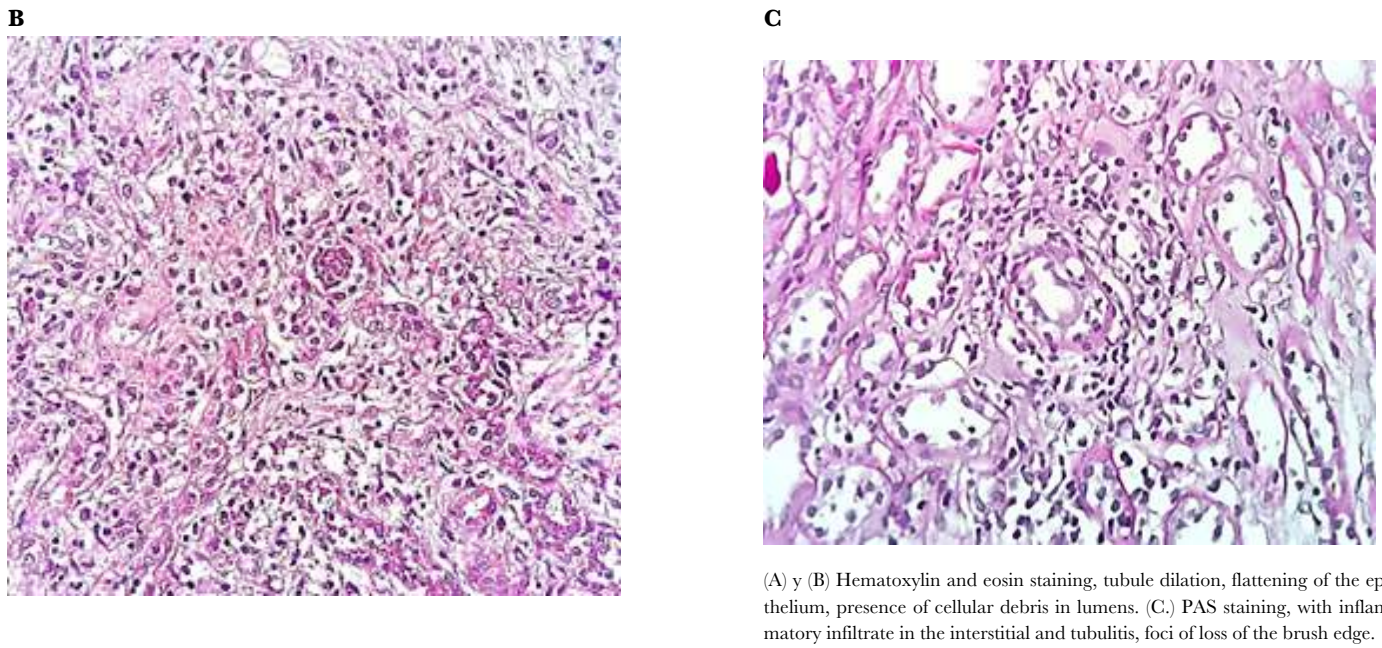 B
C
(A) y (B) Hematoxylin and eosin staining, tubule dilation, flattening of the ep
thelium, presence of cellular debris in lumens. (C.) PAS staining, with inflam
matory infiltrate in the interstitial and tubulitis, foci of loss of the brush edge.